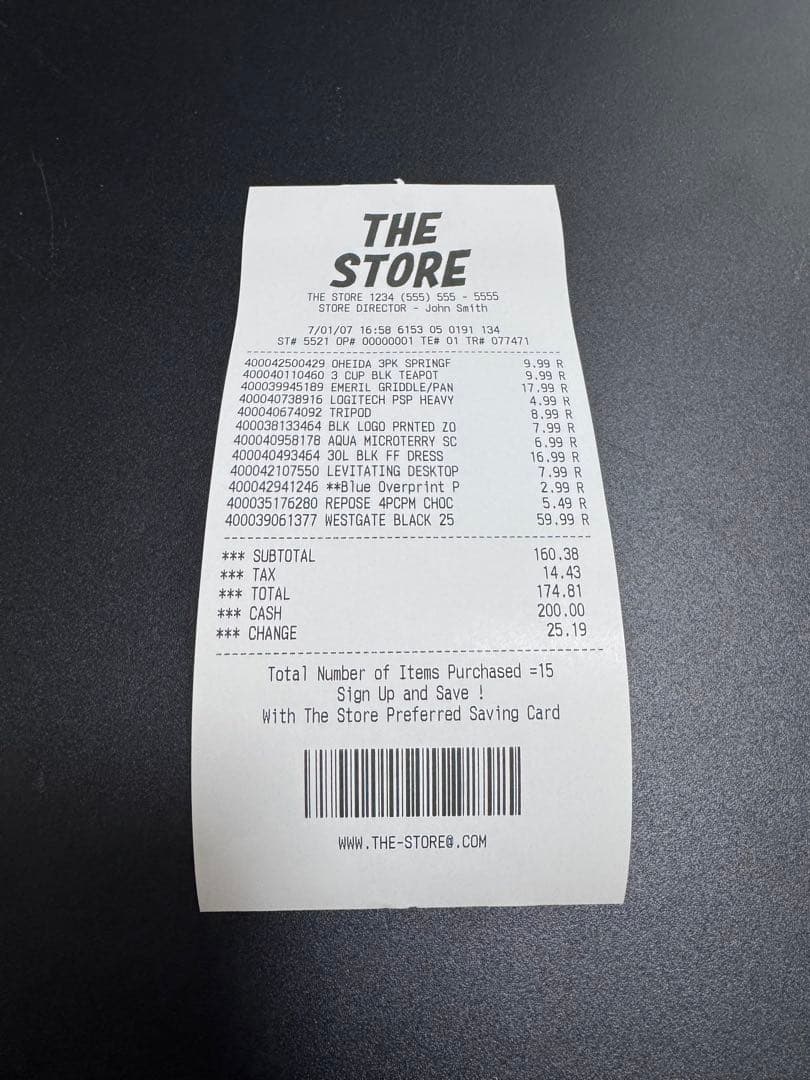 THE
STORE
THE STORE 1234 (555) 555 - 5555
STORE DIRECTOR - John Smith
7/01/07 16:58 6153 05 0191 134
ST# 5521 OP# 00000001 TE# 01 TR# 077471
400042500429 OHEIDA 3PK SPRINGF 9.99 R
400040110460 3 CUP BLK TEAPOT 9.99 R
400039945189 EMERIL GRIDDLE/PAN 17.99 R
400040738916 LOGITECH PSP HEAVY 4.99 R
400040674092 TRIPOD 8.99 R
400038133464 BLK LOGO PRNTED ZO 7.99 R
400040958178 AQUA MICROTERRY SC 6.99 R
400040493464 30L BLK FF DRESS 16.99 R
400042107550 LEVITATING DESKTOP 7.99 R
400042941246 **Blue Overprint P 2.99 R
400035176280 REPOSE 4PCPM CHOC 5.49 R
400039061377 WESTGATE BLACK 25 59.99 R
*** SUBTOTAL 160.38
*** TAX 14.43
*** TOTAL 174.81
*** CASH 200.00
*** CHANGE 25.19
Total Number of Items Purchased =15
Sign Up and Save !
With The Store Preferred Saving Card
WWW.THE-STORE@.COM